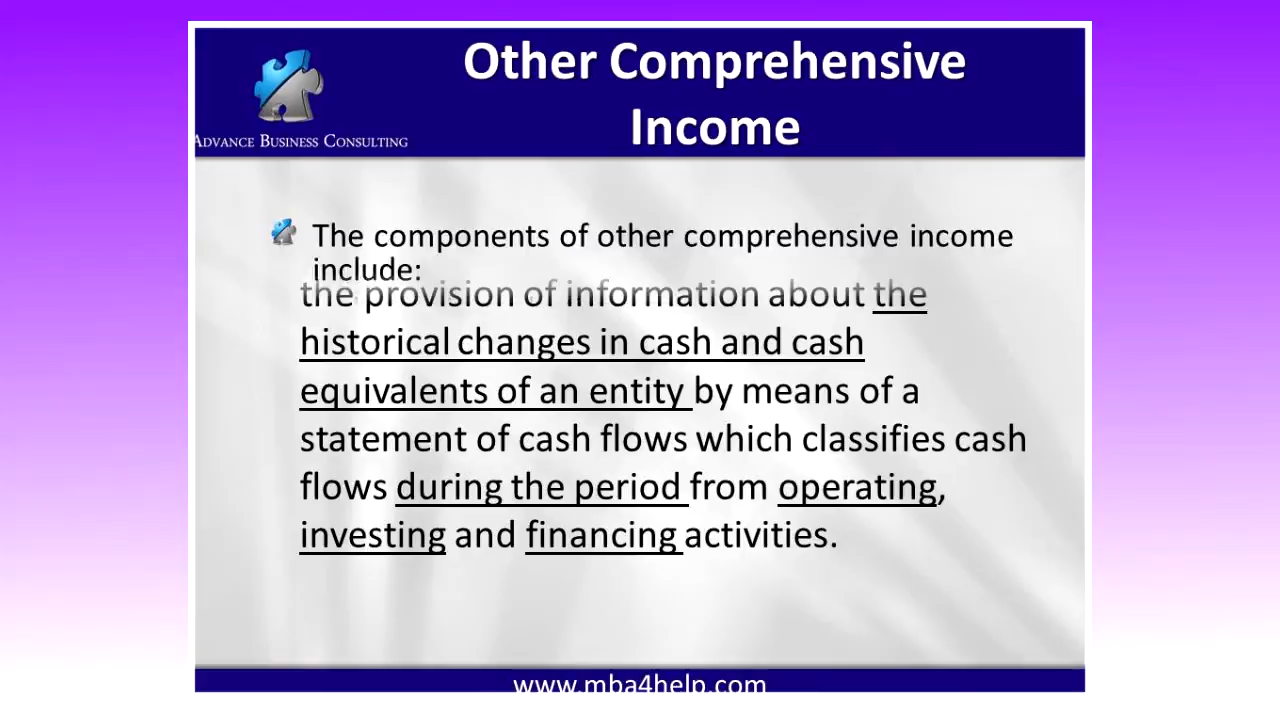 Other Comprehensive
Income
ADVANCE BUSINESS CONSULTING
The components of other comprehensive income
include:
the provision of information about the
historical changes in cash and cash
equivalents of an entity by means of a
statement of cash flows which classifies cash
flows during the period from operating,
investing and financing activities.
www.mba4help.com